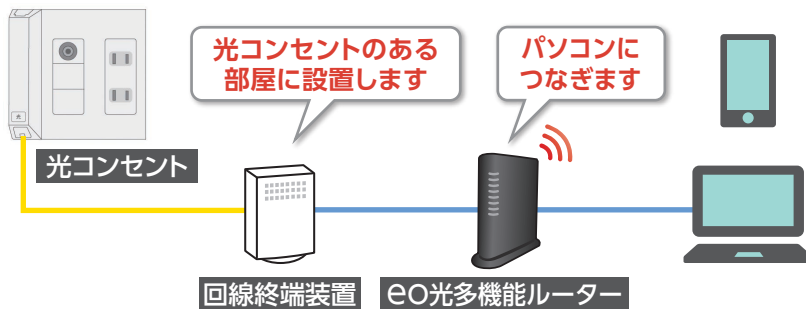 光コンセントのある
部屋に設置します
パソコンに
つなぎます
光
光コンセント
回線終端装置
eo光多機能ルーター